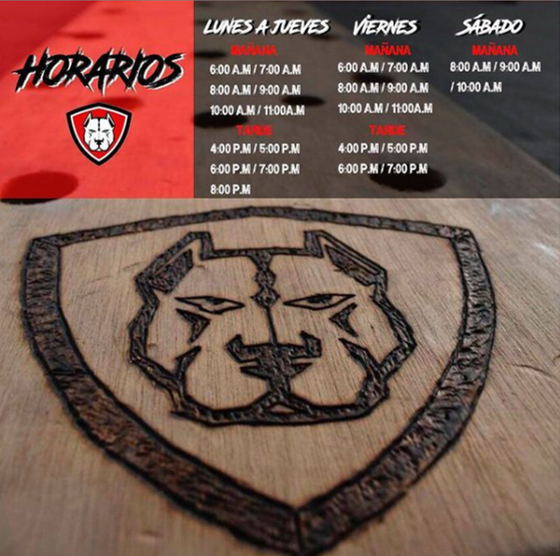 HORARIOS
LUNES A JUEVES
MAÑANA
6:00 A.M / 7:00 A.M
8:00 A.M / 9:00 A.M
10:00 A.M / 11:00A.M
TARDE
4:00 P.M / 5:00 P.M
6:00 P.M / 7:00 P.M
8:00 P.M
VIERNES
MAÑANA
6:00 A.M / 7:00 A.M
8:00 A.M / 9:00 A.M
10:00 A.M / 11:00A.M
TARDE
4:00 P.M / 5:00 P.M
6:00 P.M / 7:00 P.M
SÁBADO
MAÑANA
8:00 A.M / 9:00 A.M
/ 10:00 A.M